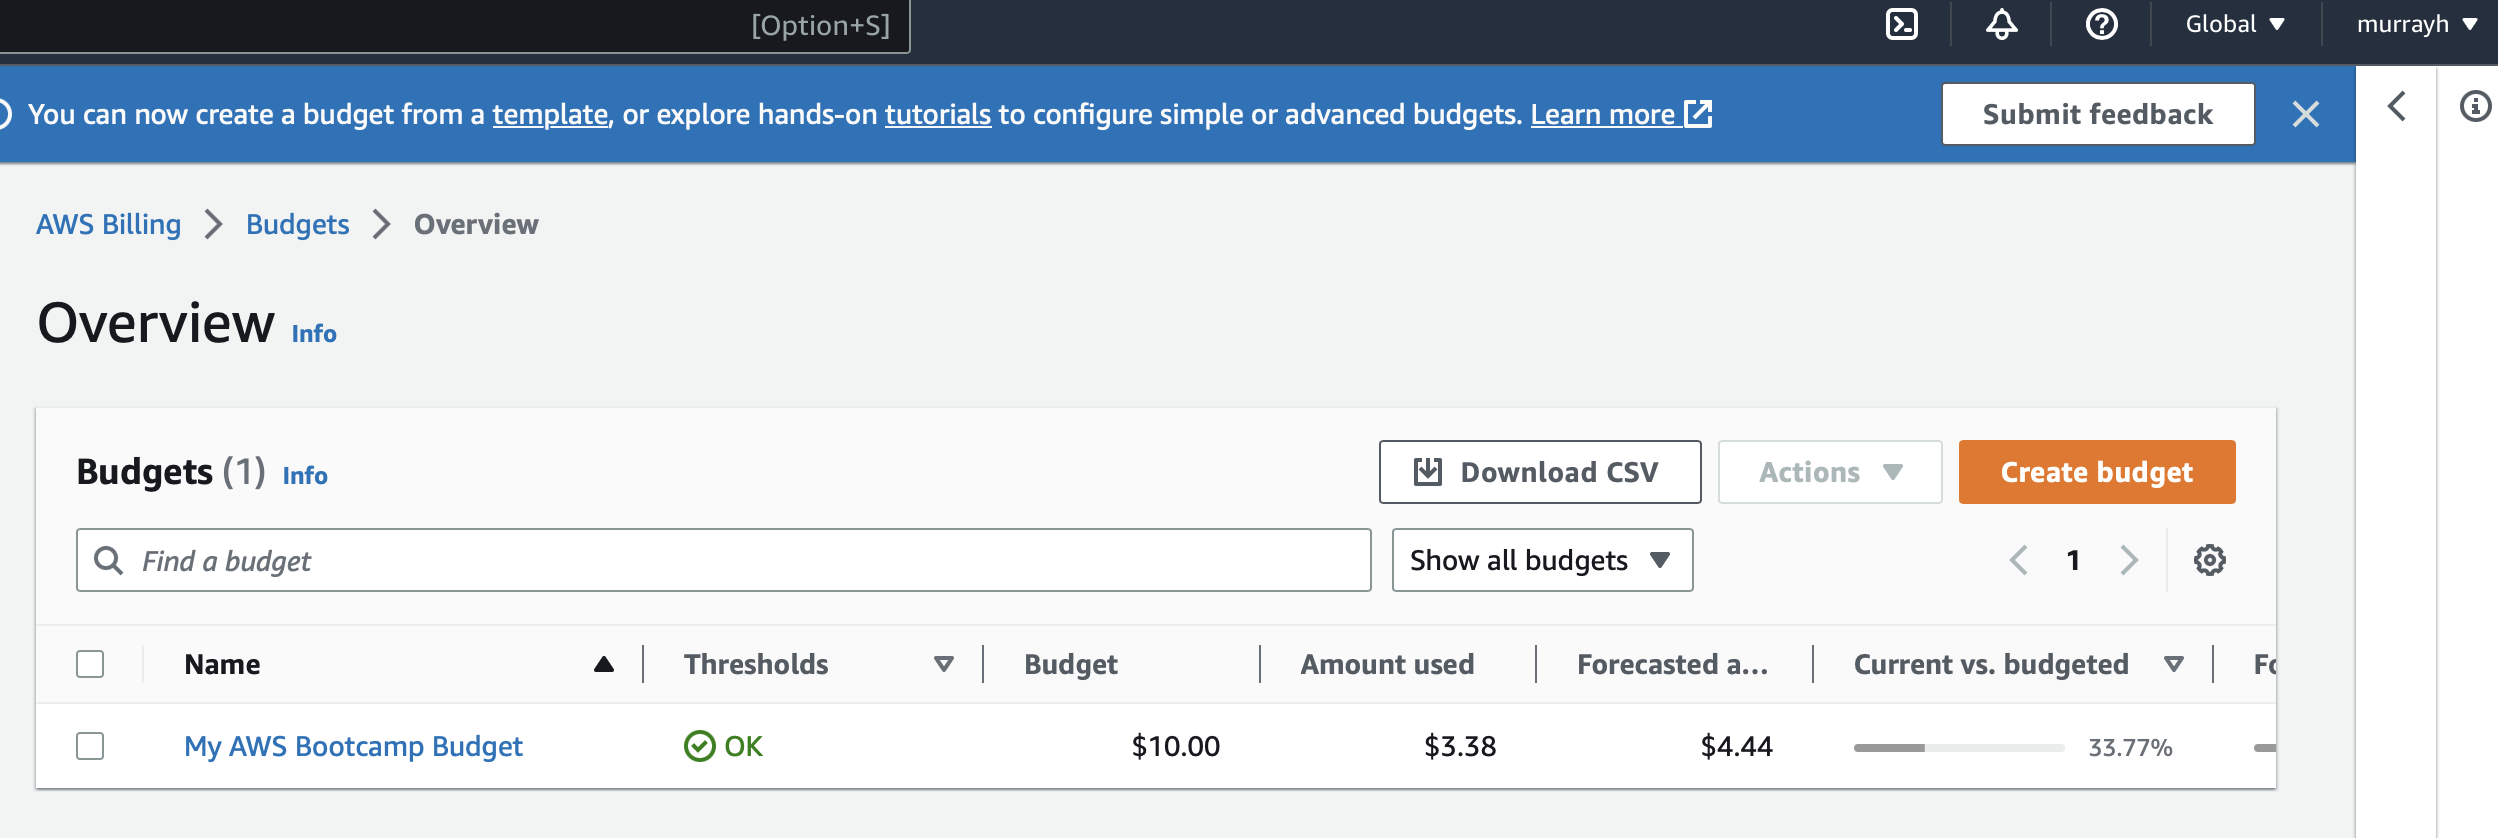 [Option+S] Global murrayh
You can now create a budget from a template, or explore hands-on tutorials to configure simple or advanced budgets. Learn more Submit feedback
AWS Billing Budgets Overview
Overview Info
Budgets (1) Info Download CSV Actions Create budget
Find a budget Show all budgets 1
Name Thresholds Budget Amount used Forecasted a... Current vs. budgeted
My AWS Bootcamp Budget OK $10.00 $3.38 $4.44 33.77%